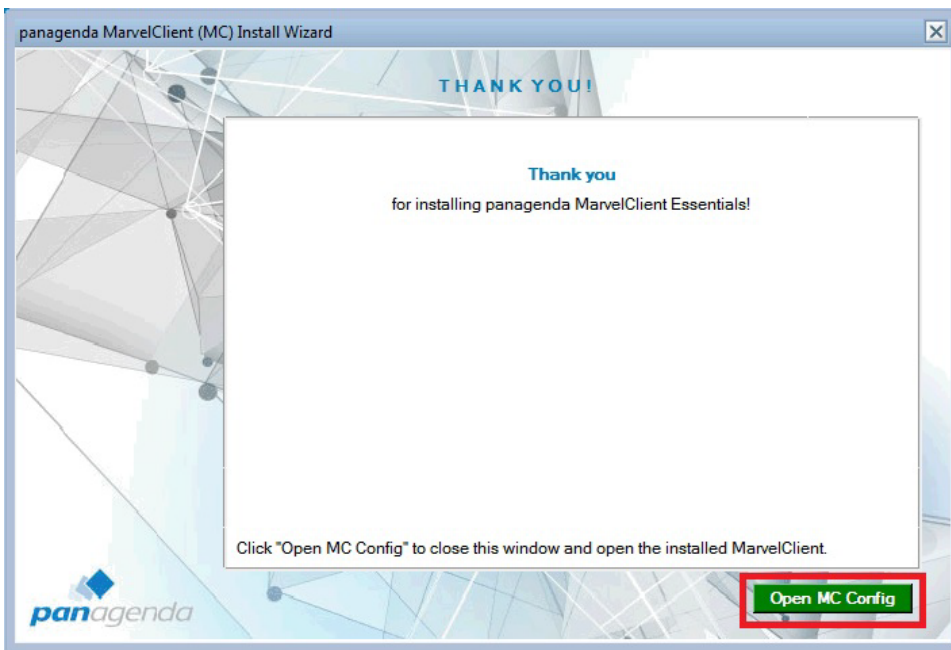 panagenda MarvelClient (MC) Install Wizard
THANK YOU!
Thank you
for installing panagenda MarvelClient Essentials!
Click "Open MC Config" to close this window and open the installed MarvelClient.
panagenda
Open MC Config